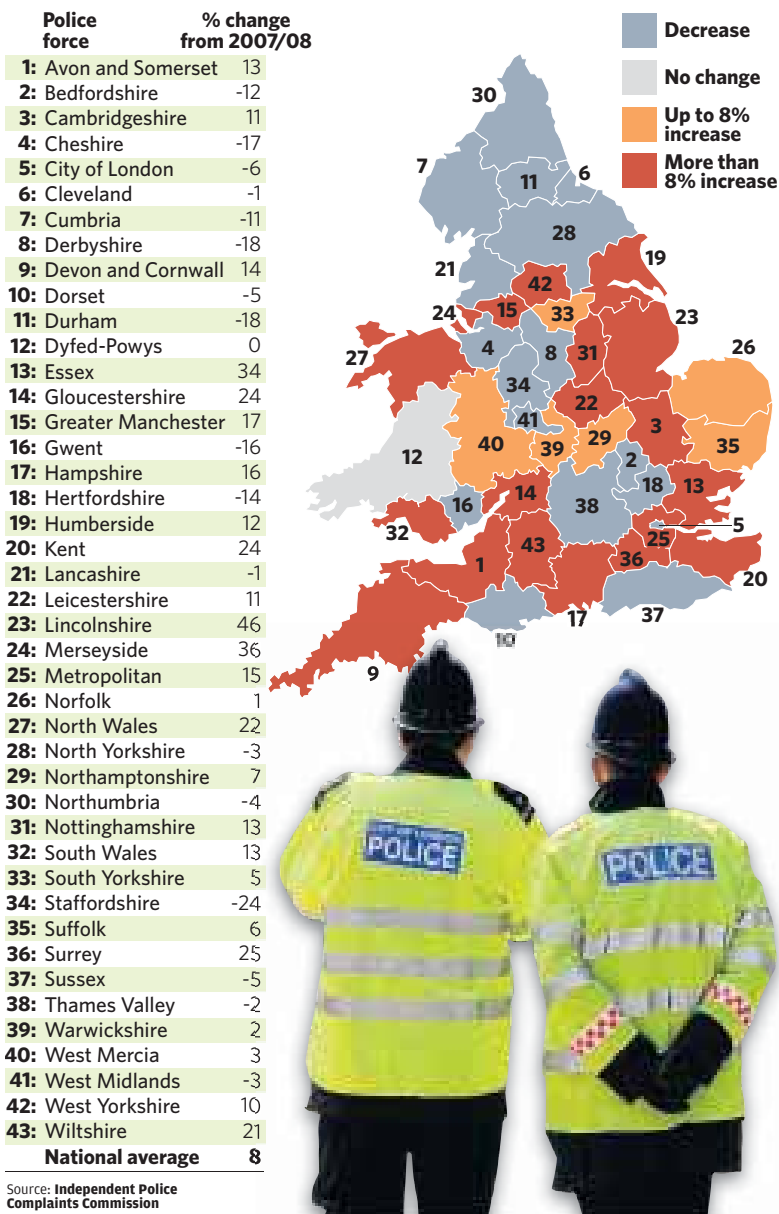 Police force % change from 2007/08
1: Avon and Somerset 13
2: Bedfordshire -12
3: Cambridgeshire 11
4: Cheshire -17
5: City of London -6
6: Cleveland -1
7: Cumbria -11
8: Derbyshire -18
9: Devon and Cornwall 14
10: Dorset -5
11: Durham -18
12: Dyfed-Powys 0
13: Essex 34
14: Gloucestershire 24
15: Greater Manchester 17
16: Gwent -16
17: Hampshire 16
18: Hertfordshire -14
19: Humberside 12
20: Kent 24
21: Lancashire -1
22: Leicestershire 11
23: Lincolnshire 46
24: Merseyside 36
25: Metropolitan 15
26: Norfolk 1
27: North Wales 22
28: North Yorkshire -3
29: Northamptonshire 7
30: Northumbria -4
31: Nottinghamshire 13
32: South Wales 13
33: South Yorkshire 5
34: Staffordshire -24
35: Suffolk 6
36: Surrey 25
37: Sussex -5
38: Thames Valley -2
39: Warwickshire 2
40: West Mercia 3
41: West Midlands -3
42: West Yorkshire 10
43: Wiltshire 21
National average 8
Source: Independent Police
Complaints Commission
Decrease
No change
Up to 8%
increase
More than
8% increase
30
7
11
6
28
21
19
42
24
15
33
23
27
4
8
31
26
34
22
41
3
12
40
39
29
35
2
16
14
38
18
13
32
5
1
43
25
36
20
17
37
10
9
POLICE
POLICE